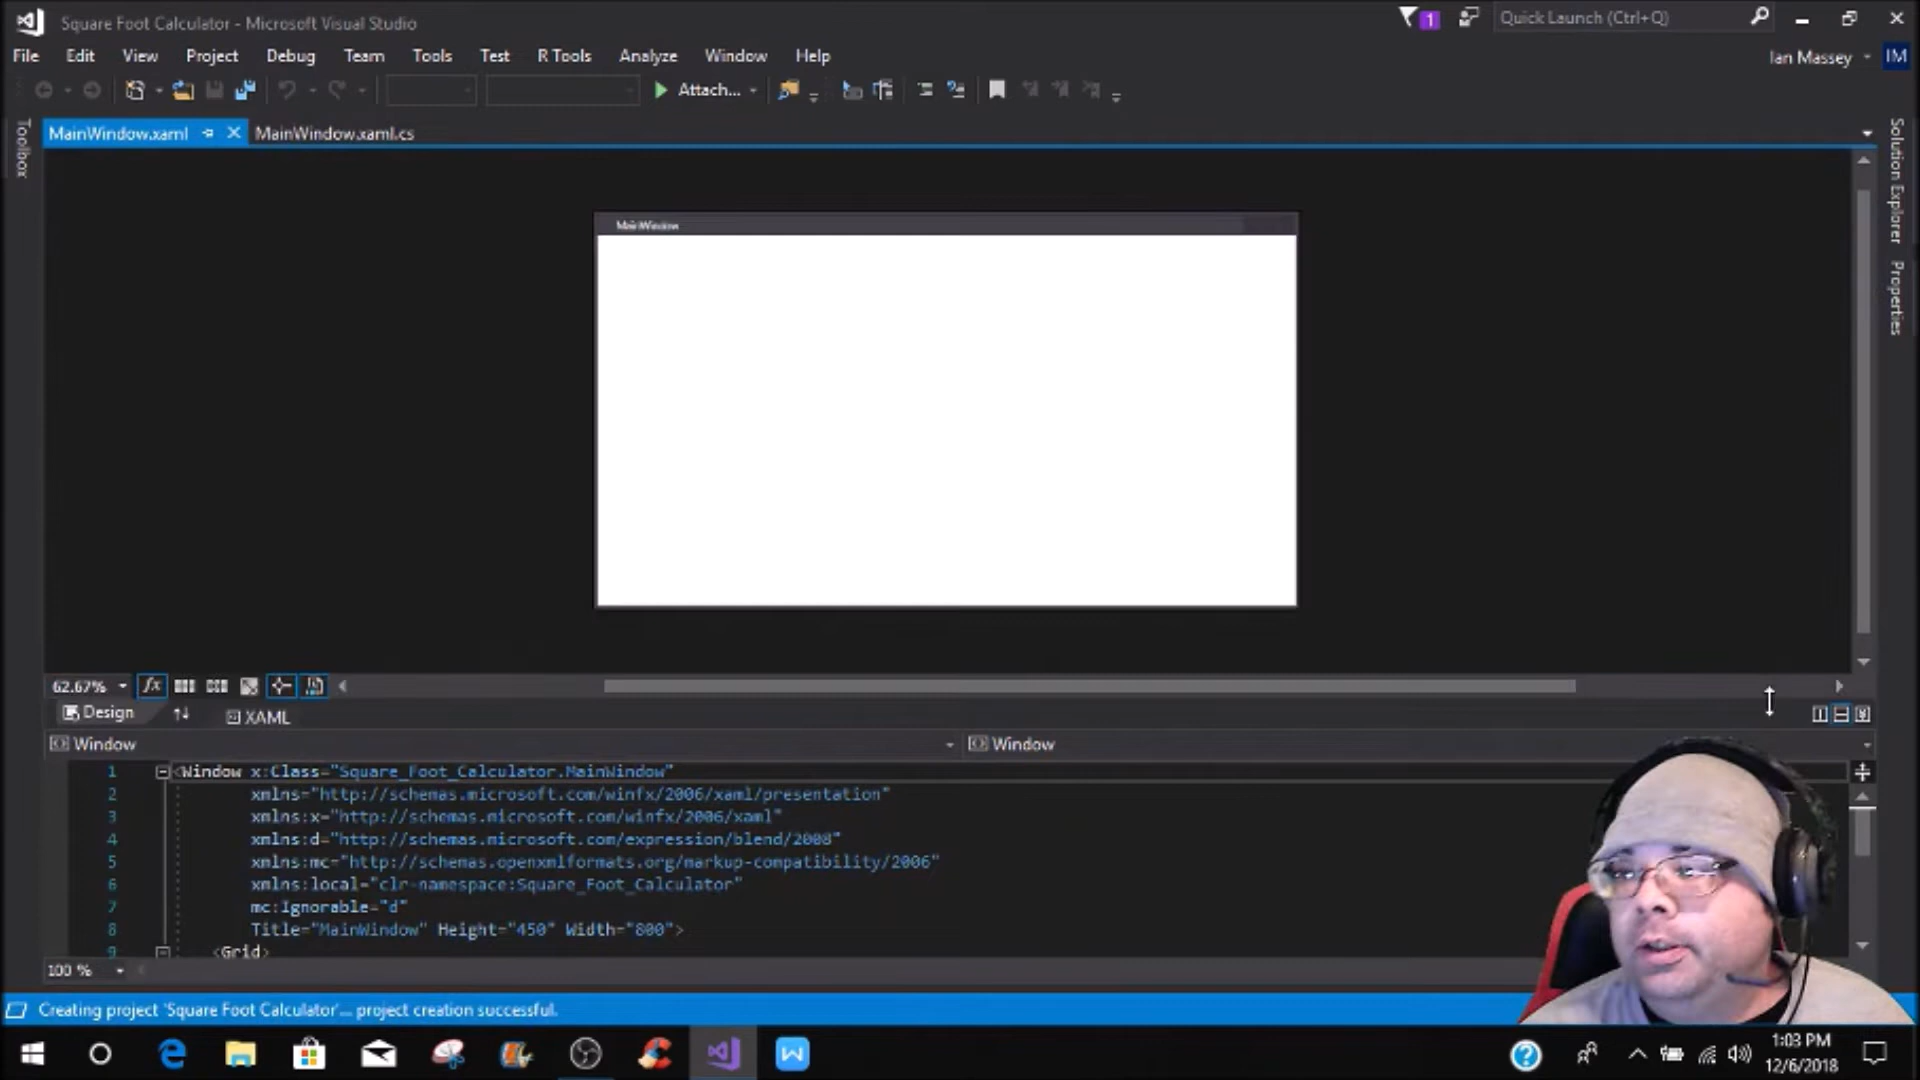 Square Foot Calculator - Microsoft Visual Studio
1
Quick Launch (Ctrl+Q)
File Edit View Project Debug Team Tools Test R Tools Analyze Window Help
Ian Massey
IM
Attach...
Toolbox
MainWindow.xaml
MainWindow.xaml.cs
Solution Explorer
Properties
MainWindow
62.67%
fx
Design
XAML
Window
Window
1 <Window x:Class="Square_Foot_Calculator.MainWindow"
2 xmlns="http://schemas.microsoft.com/winfx/2006/xaml/presentation"
3 xmlns:x="http://schemas.microsoft.com/winfx/2006/xaml"
4 xmlns:d="http://schemas.microsoft.com/expression/blend/2008"
5 xmlns:mc="http://schemas.openxmlformats.org/markup-compatibility/2006"
6 xmlns:local="clr-namespace:Square_Foot_Calculator"
7 mc:Ignorable="d"
8 Title="MainWindow" Height="450" Width="800">
9 <Grid>
100 %
Creating project 'Square Foot Calculator'... project creation successful.
W
1:03 PM
12/6/2018